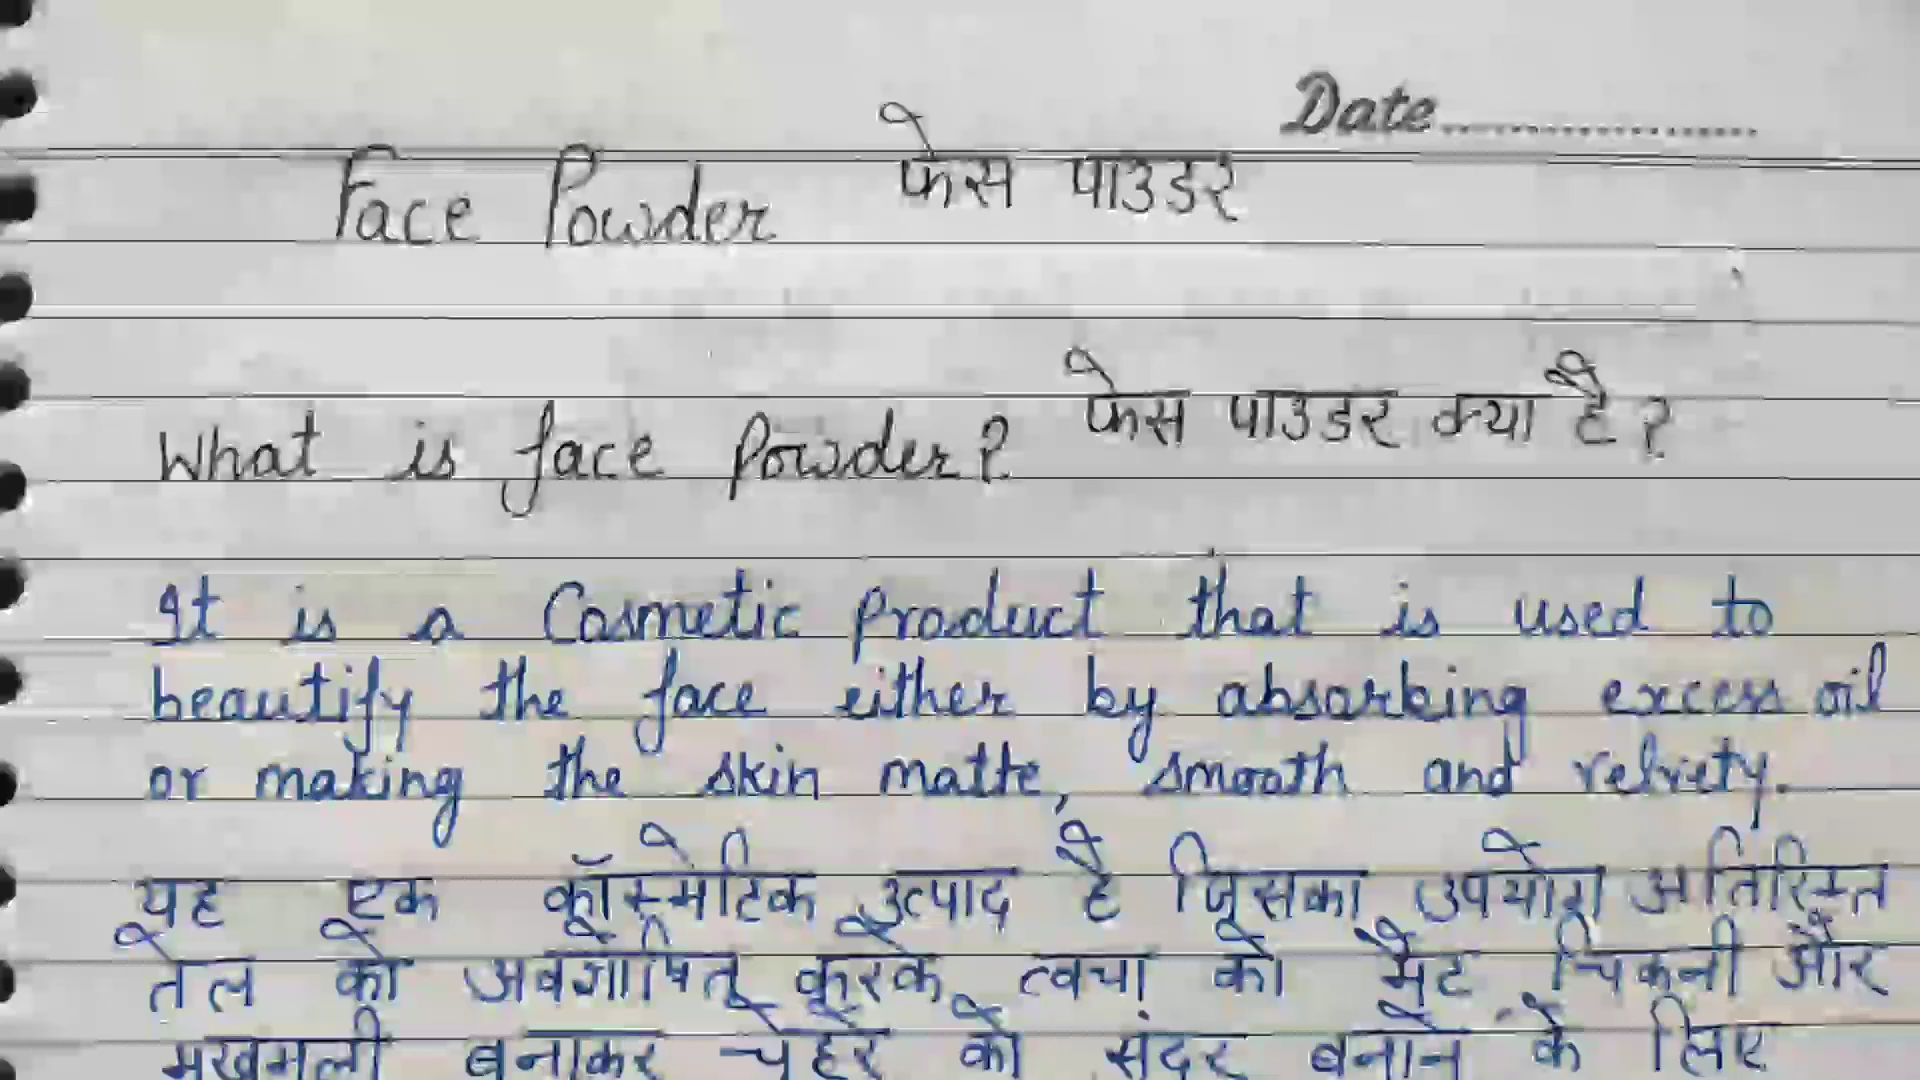 Date
Face Powder फेस पाउडर
What is face Powder? फेस पाउडर क्या है?
It is a Cosmetic product that is used to
beautify the face either by absorbing excess oil
or making the skin matte, smooth and velvety.
यह एक कॉस्मेटिक उत्पाद है जिसका उपयोग अतिरिक्त
तेल को अवशोषित करके त्वचा को मैट चिकनी और
मखमली बनाकर चेहरे को सुंदर बनाने के लिए